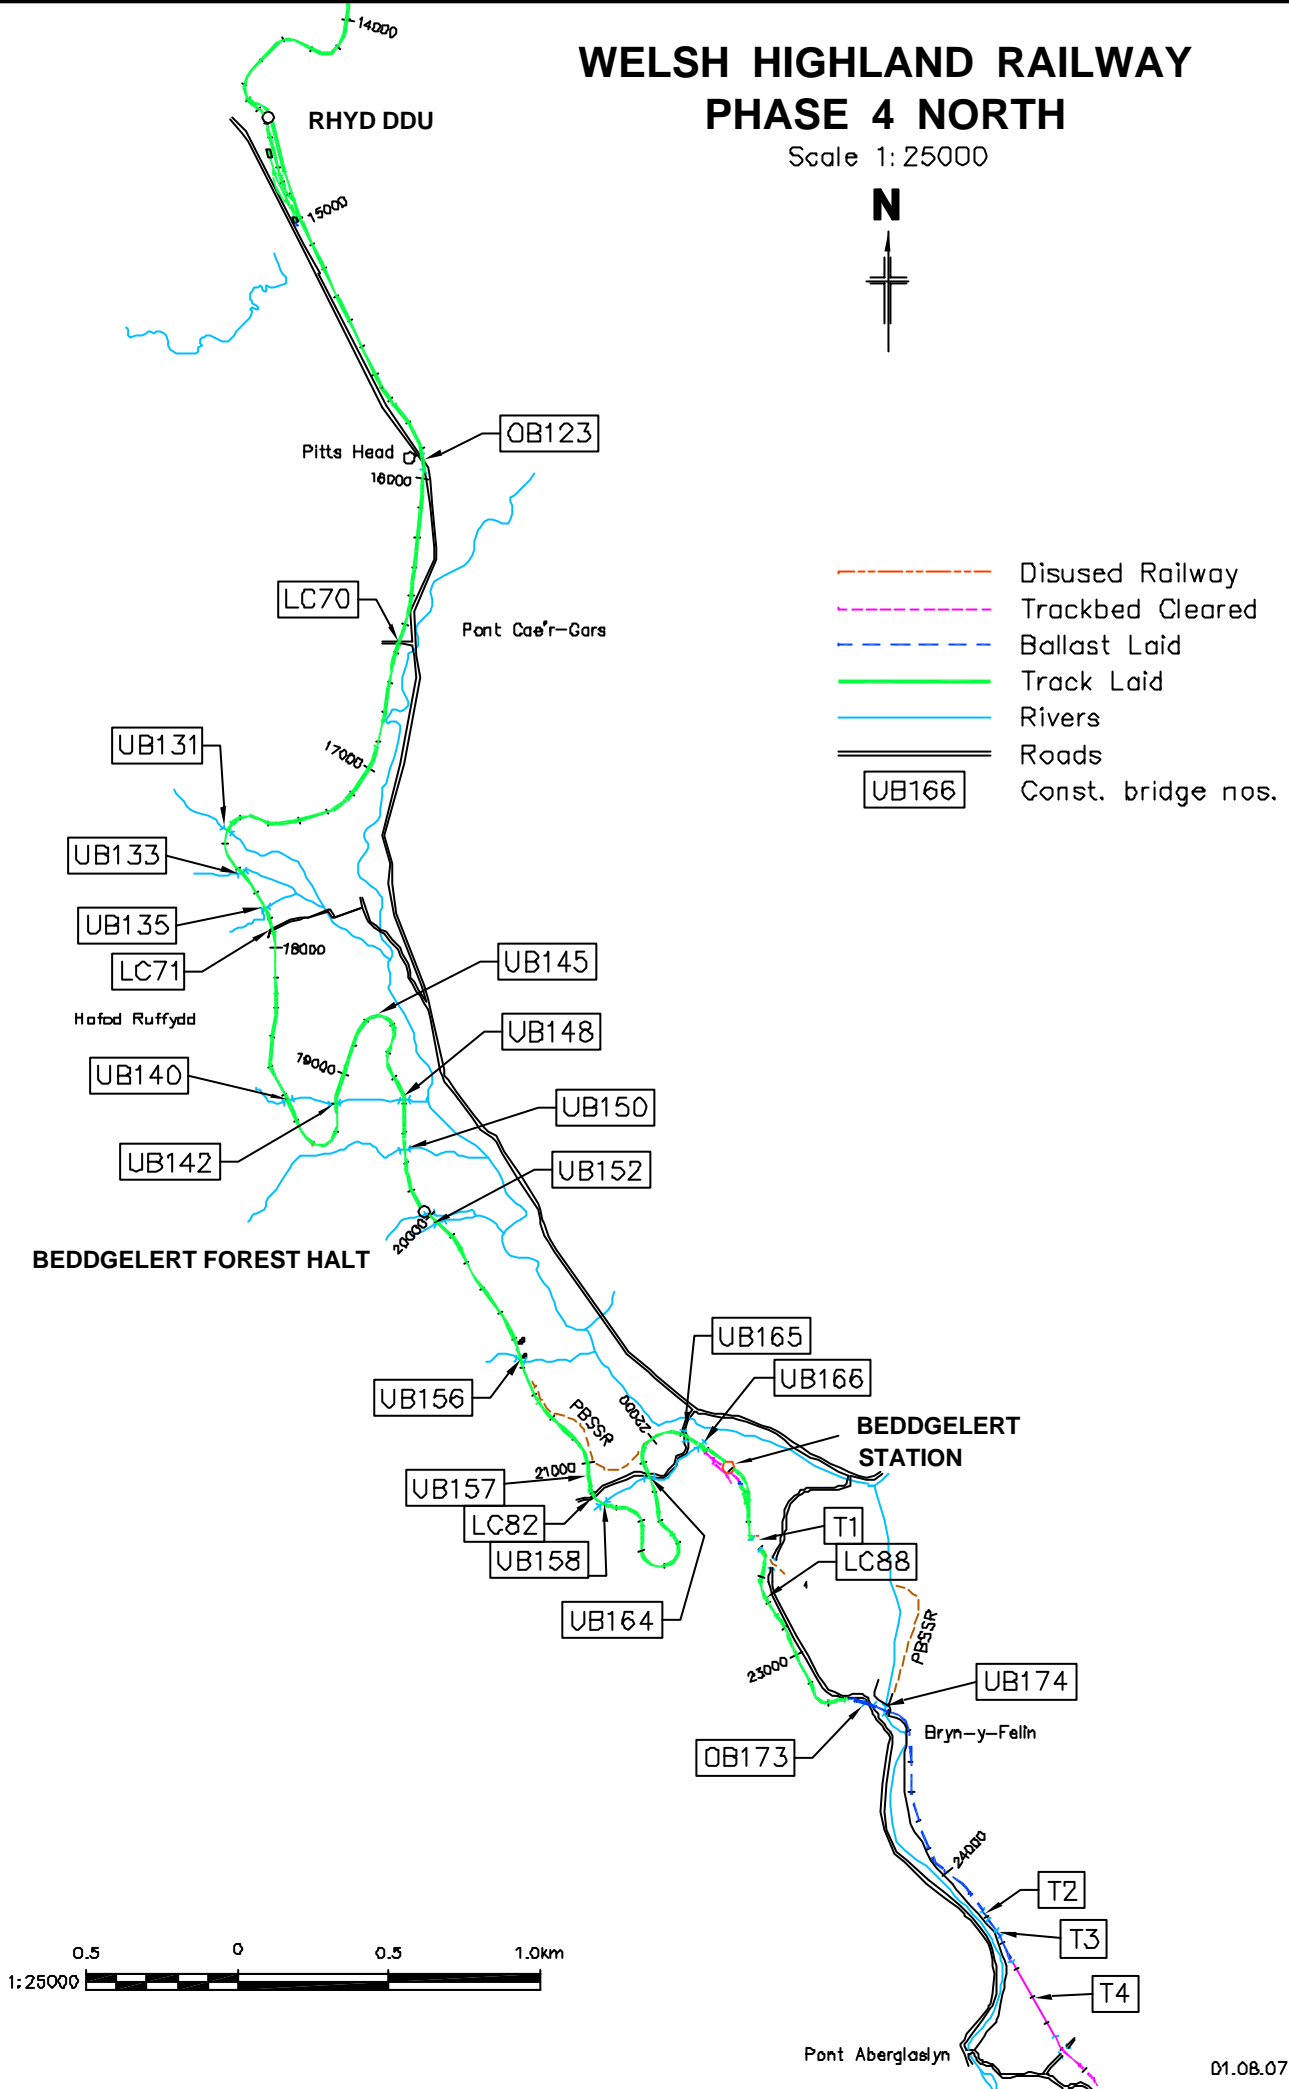 WELSH HIGHLAND RAILWAY
PHASE 4 NORTH
Scale 1:25000
N
14000
RHYD DDU
15000
OB123
Pitts Head
16000
LC70
Pont Cae'r-Gors
Disused Railway
Trackbed Cleared
Ballast Laid
Track Laid
Rivers
Roads
UB166
Const. bridge nos.
UB131
17000
UB133
UB135
LC71
18000
UB145
Hafod Ruffydd
UB148
19000
UB140
UB150
UB142
UB152
20000
BEDDGELERT FOREST HALT
UB165
UB166
UB156
PBSSR
22000
BEDDGELERT
STATION
21000
UB157
LC82
UB158
T1
LC88
UB164
PBSSR
23000
UB174
Bryn-y-Felin
OB173
24000
T2
T3
T4
0.5
0
0.5
1.0km
1:25000
Pont Aberglaslyn
01.08.07